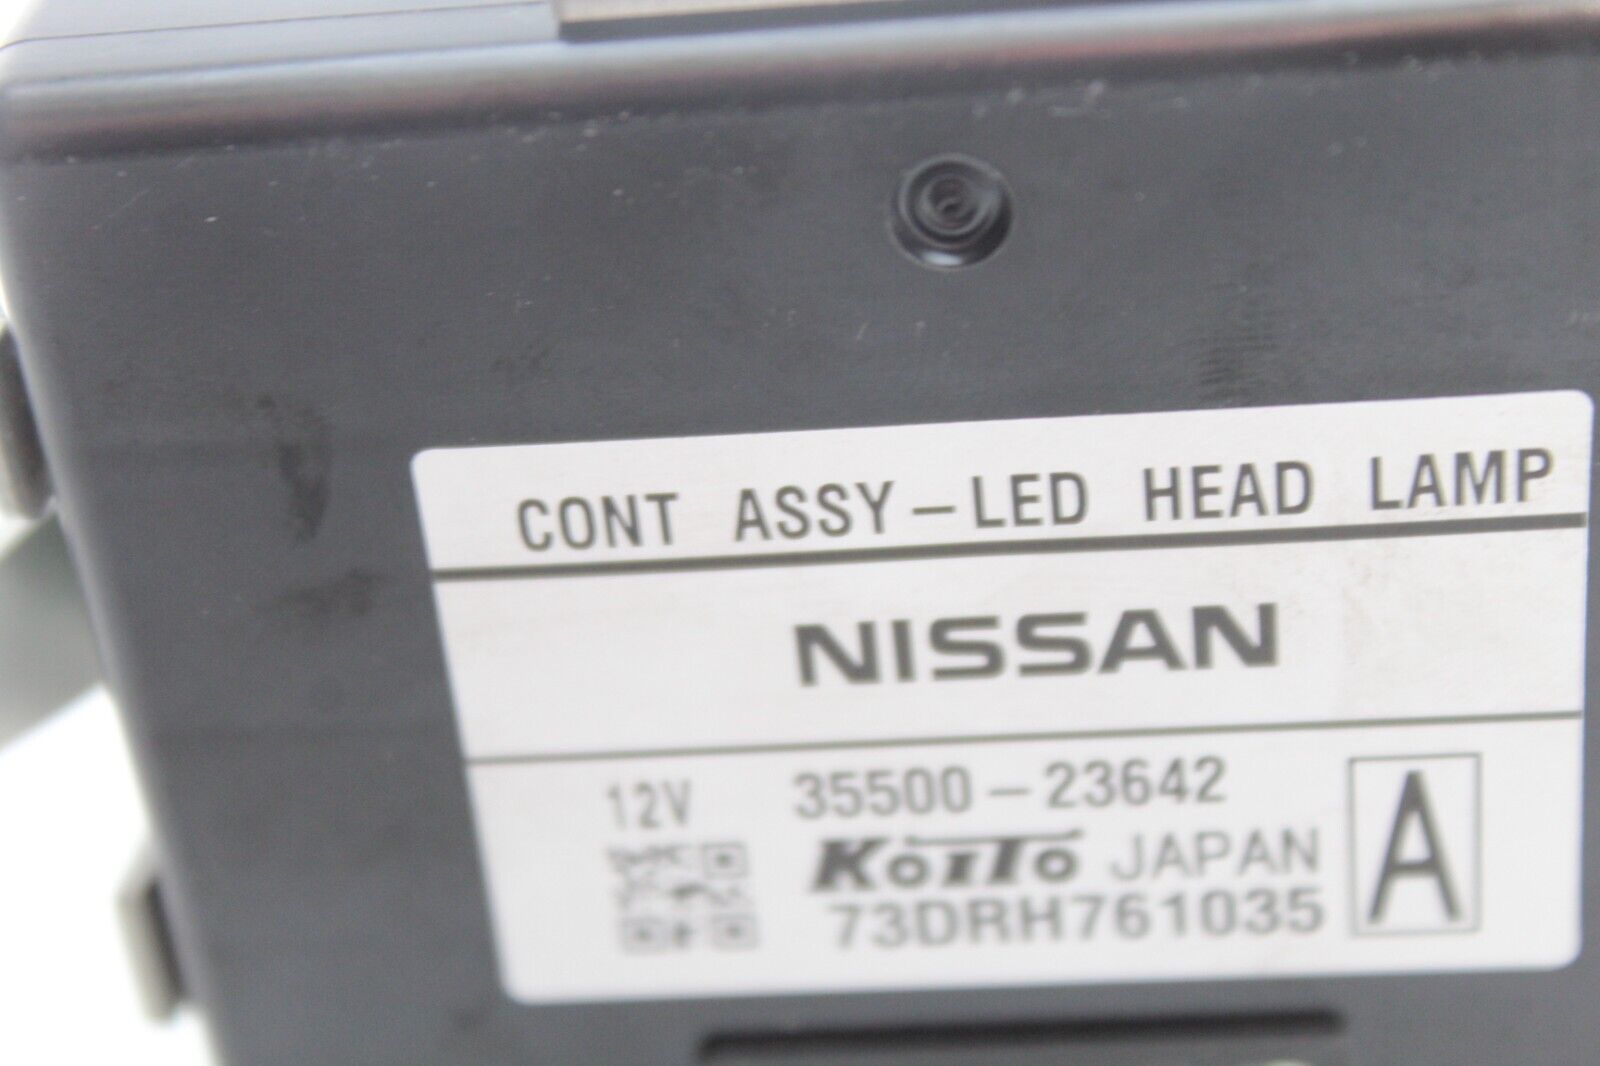 CONT ASSY-LED HEAD LAMP
NISSAN
12V 35500-23642
KOITO JAPAN A
73DRH761035